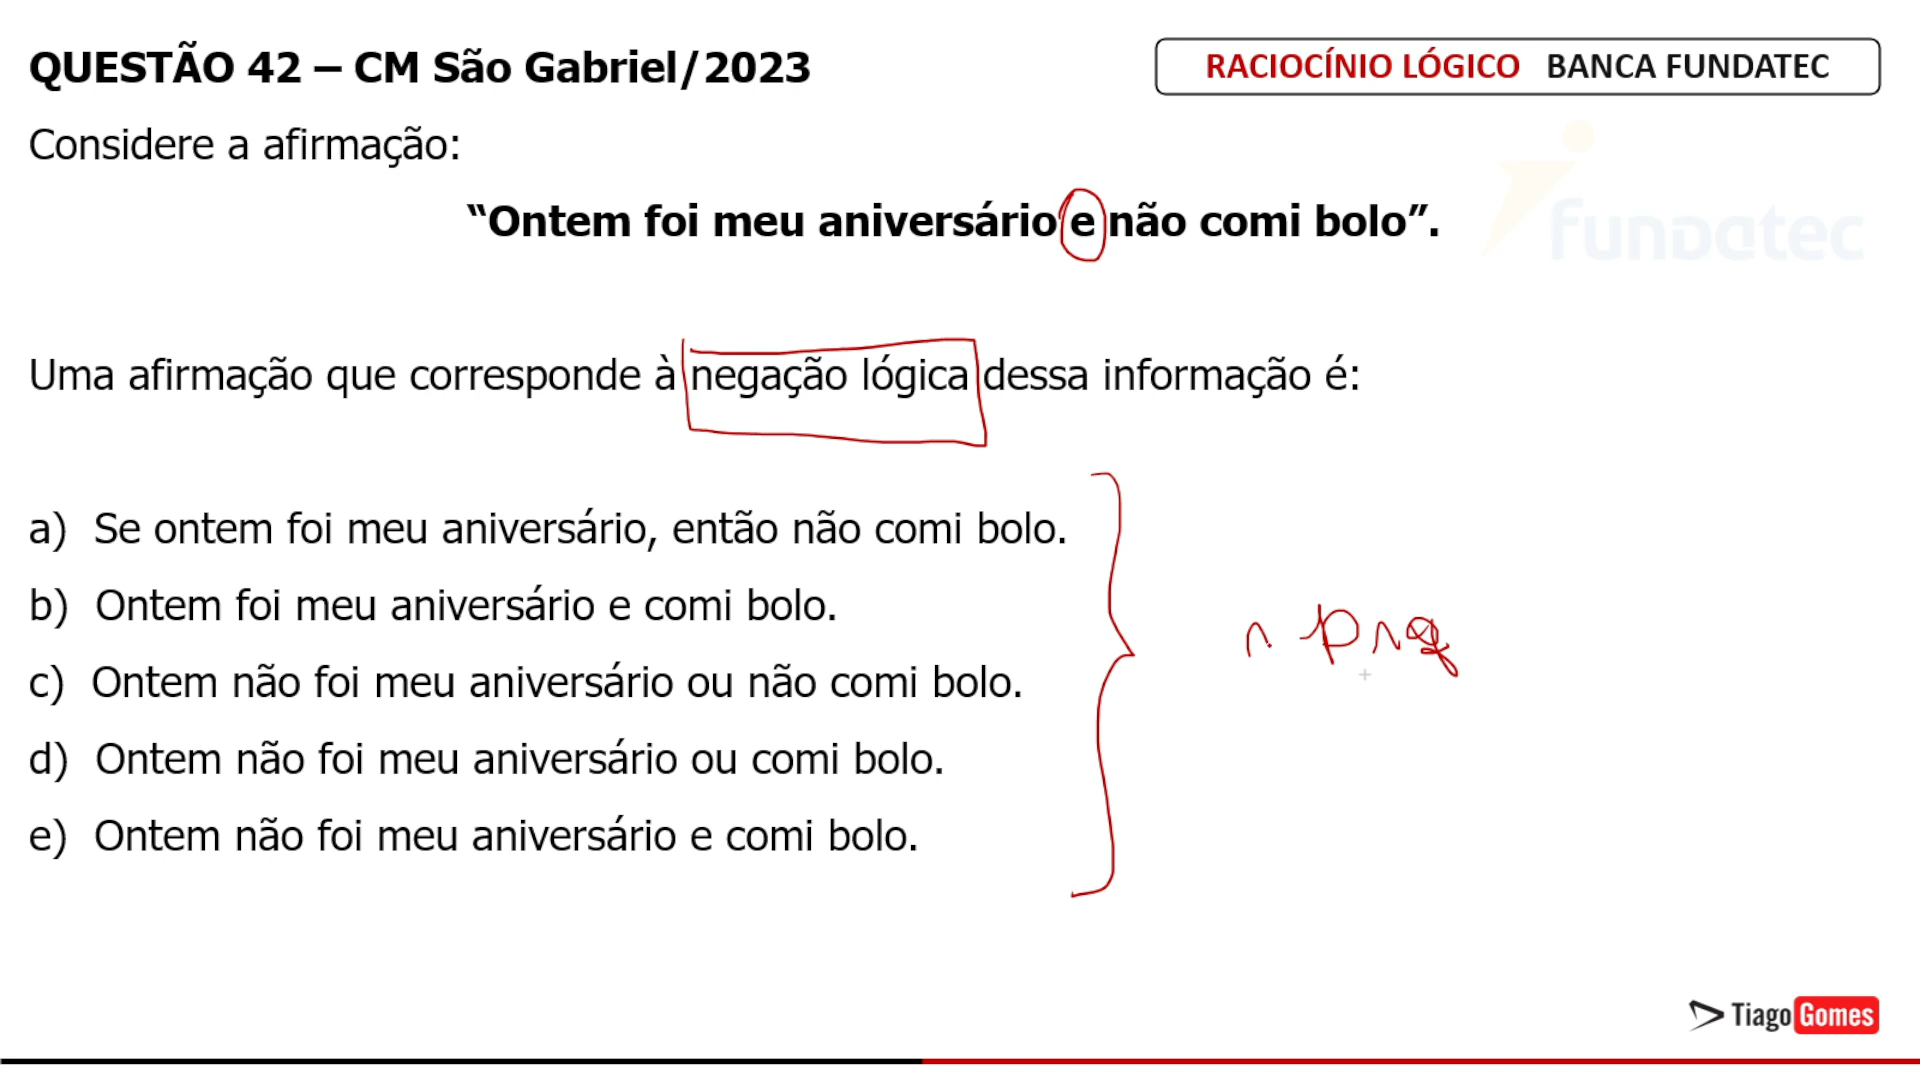 QUESTÃO 42 – CM São Gabriel/2023
RACIOCÍNIO LÓGICO BANCA FUNDATEC
Considere a afirmação:
“Ontem foi meu aniversário e não comi bolo”.
fundatec
Uma afirmação que corresponde à negação lógica dessa informação é:
a) Se ontem foi meu aniversário, então não comi bolo.
b) Ontem foi meu aniversário e comi bolo.
c) Ontem não foi meu aniversário ou não comi bolo.
d) Ontem não foi meu aniversário ou comi bolo.
e) Ontem não foi meu aniversário e comi bolo.
TiagoGomes